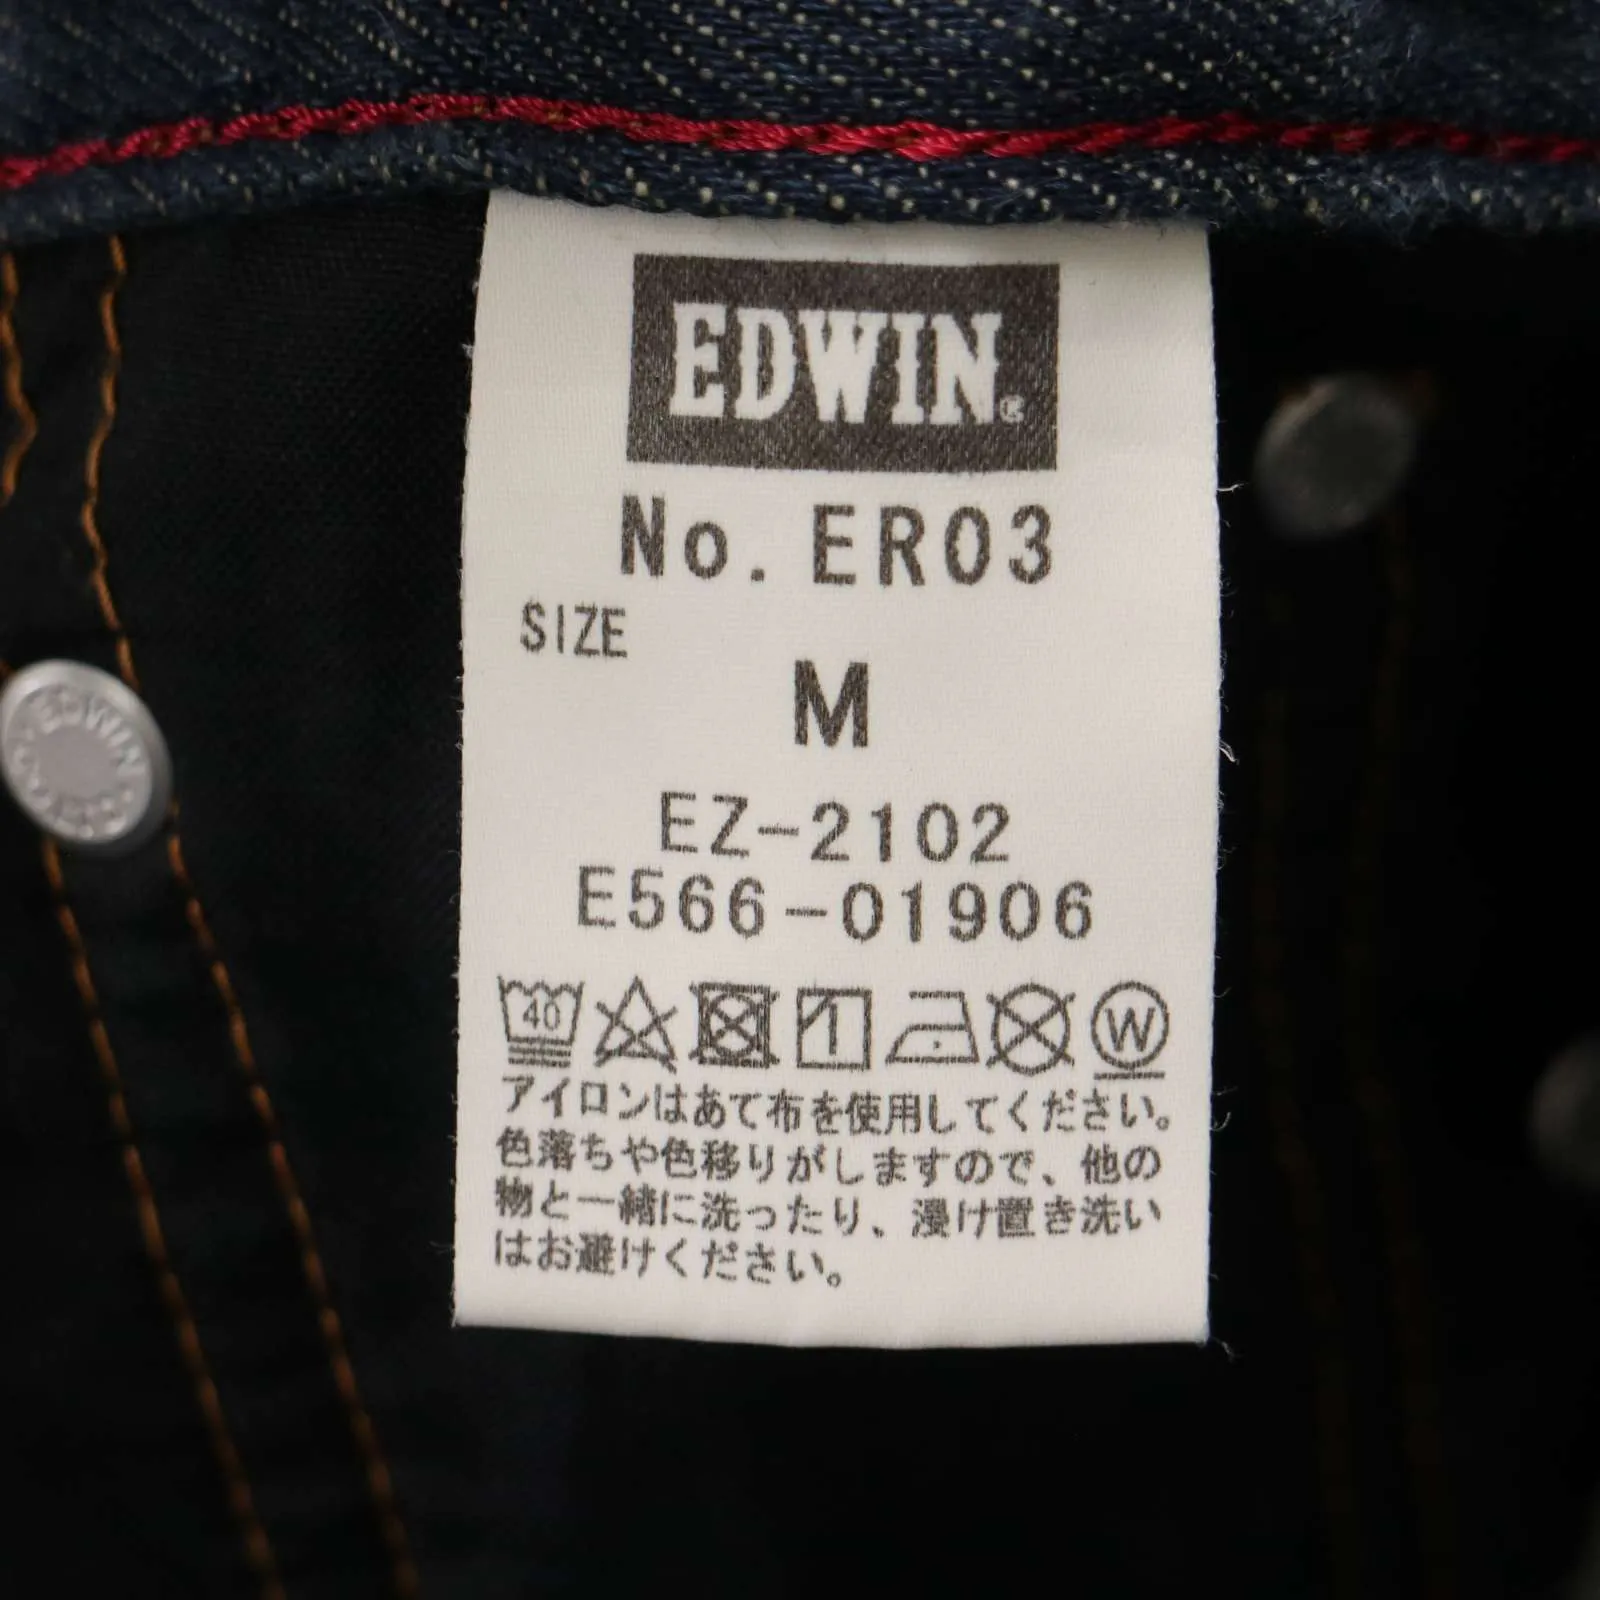 EDWIN®
No. ER03
SIZE
M
EZ-2102
E566-01906
40 1 W
アイロンはあて布を使用してください。
色落ちや色移りがしますので、他の
物と一緒に洗ったり、浸け置き洗い
はお避けください。
EDWIN